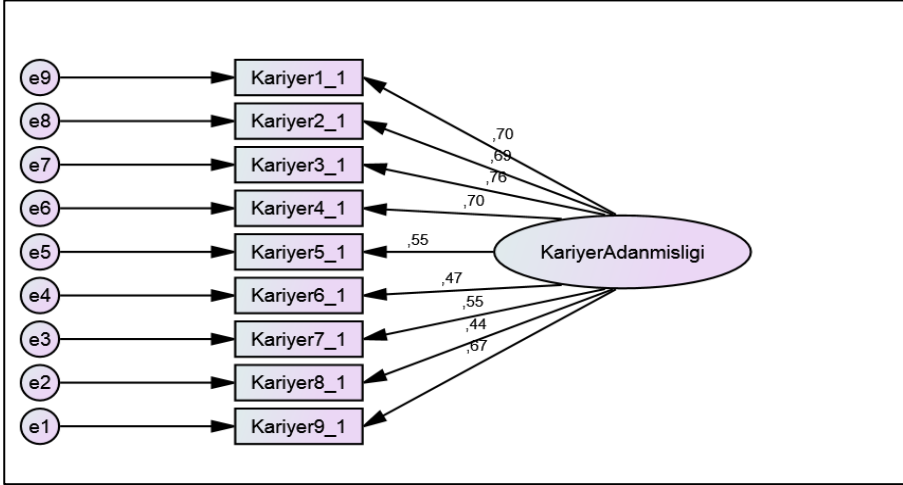 e9
Kariyer1_1
,70
e8
Kariyer2_1
,69
e7
Kariyer3_1
,76
e6
Kariyer4_1
,70
e5
Kariyer5_1
,55
KariyerAdanmisligi
e4
Kariyer6_1
,47
e3
Kariyer7_1
,55
e2
Kariyer8_1
,44
e1
Kariyer9_1
,67